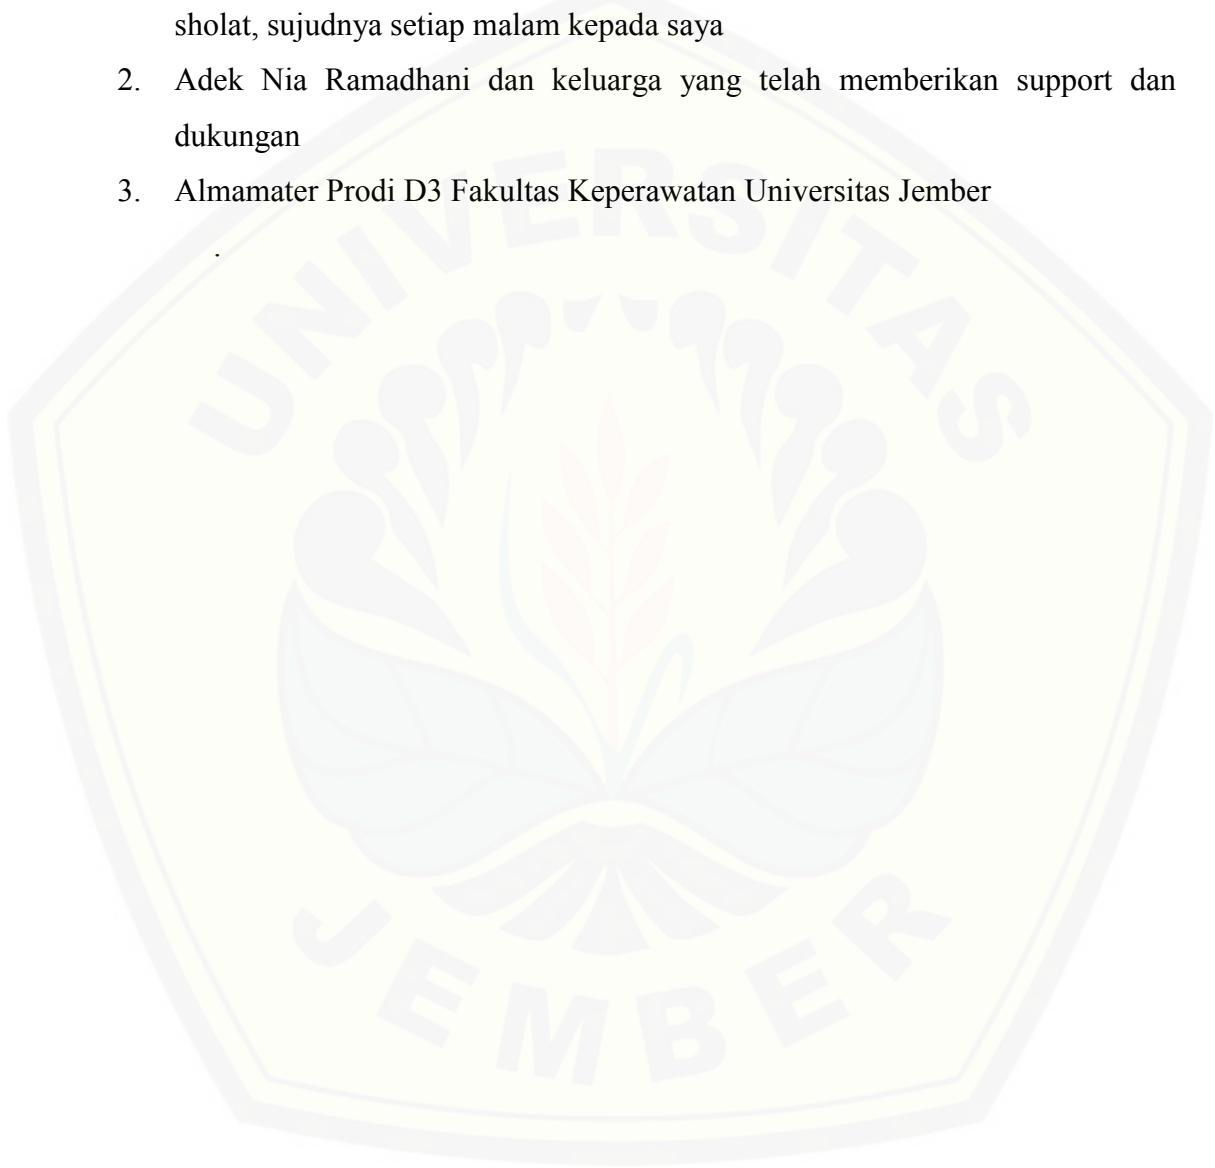 sholat, sujudnya setiap malam kepada saya
2. Adek Nia Ramadhani dan keluarga yang telah memberikan support dan
dukungan
3. Almamater Prodi D3 Fakultas Keperawatan Universitas Jember
.
UNIVERSITAS
JEMBER